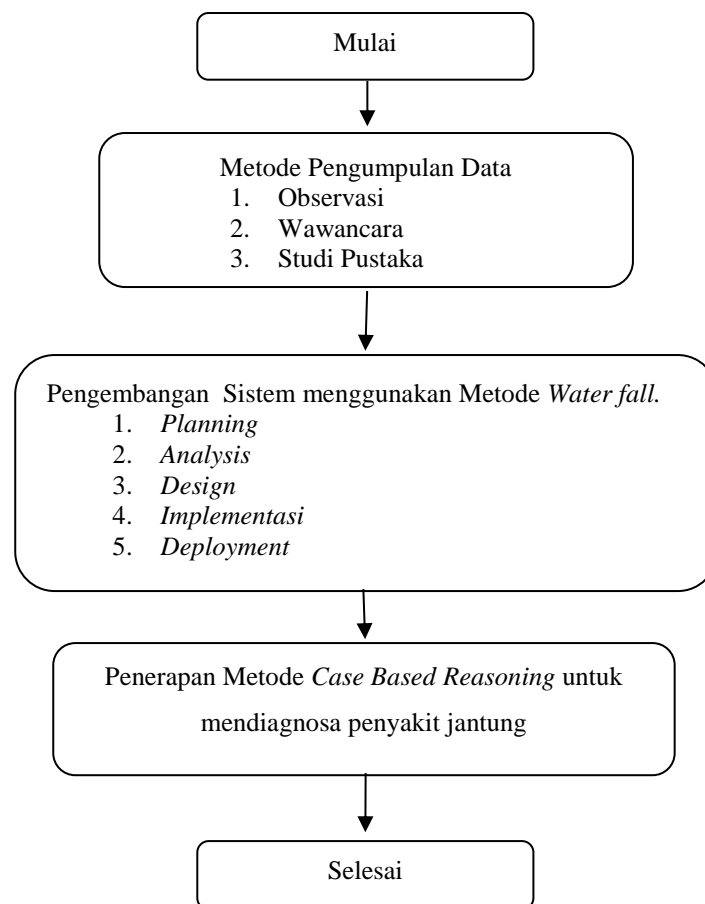 Mulai
Metode Pengumpulan Data
1. Observasi
2. Wawancara
3. Studi Pustaka
Pengembangan Sistem menggunakan Metode Water fall.
1. Planning
2. Analysis
3. Design
4. Implementasi
5. Deployment
Penerapan Metode Case Based Reasoning untuk
mendiagnosa penyakit jantung
Selesai